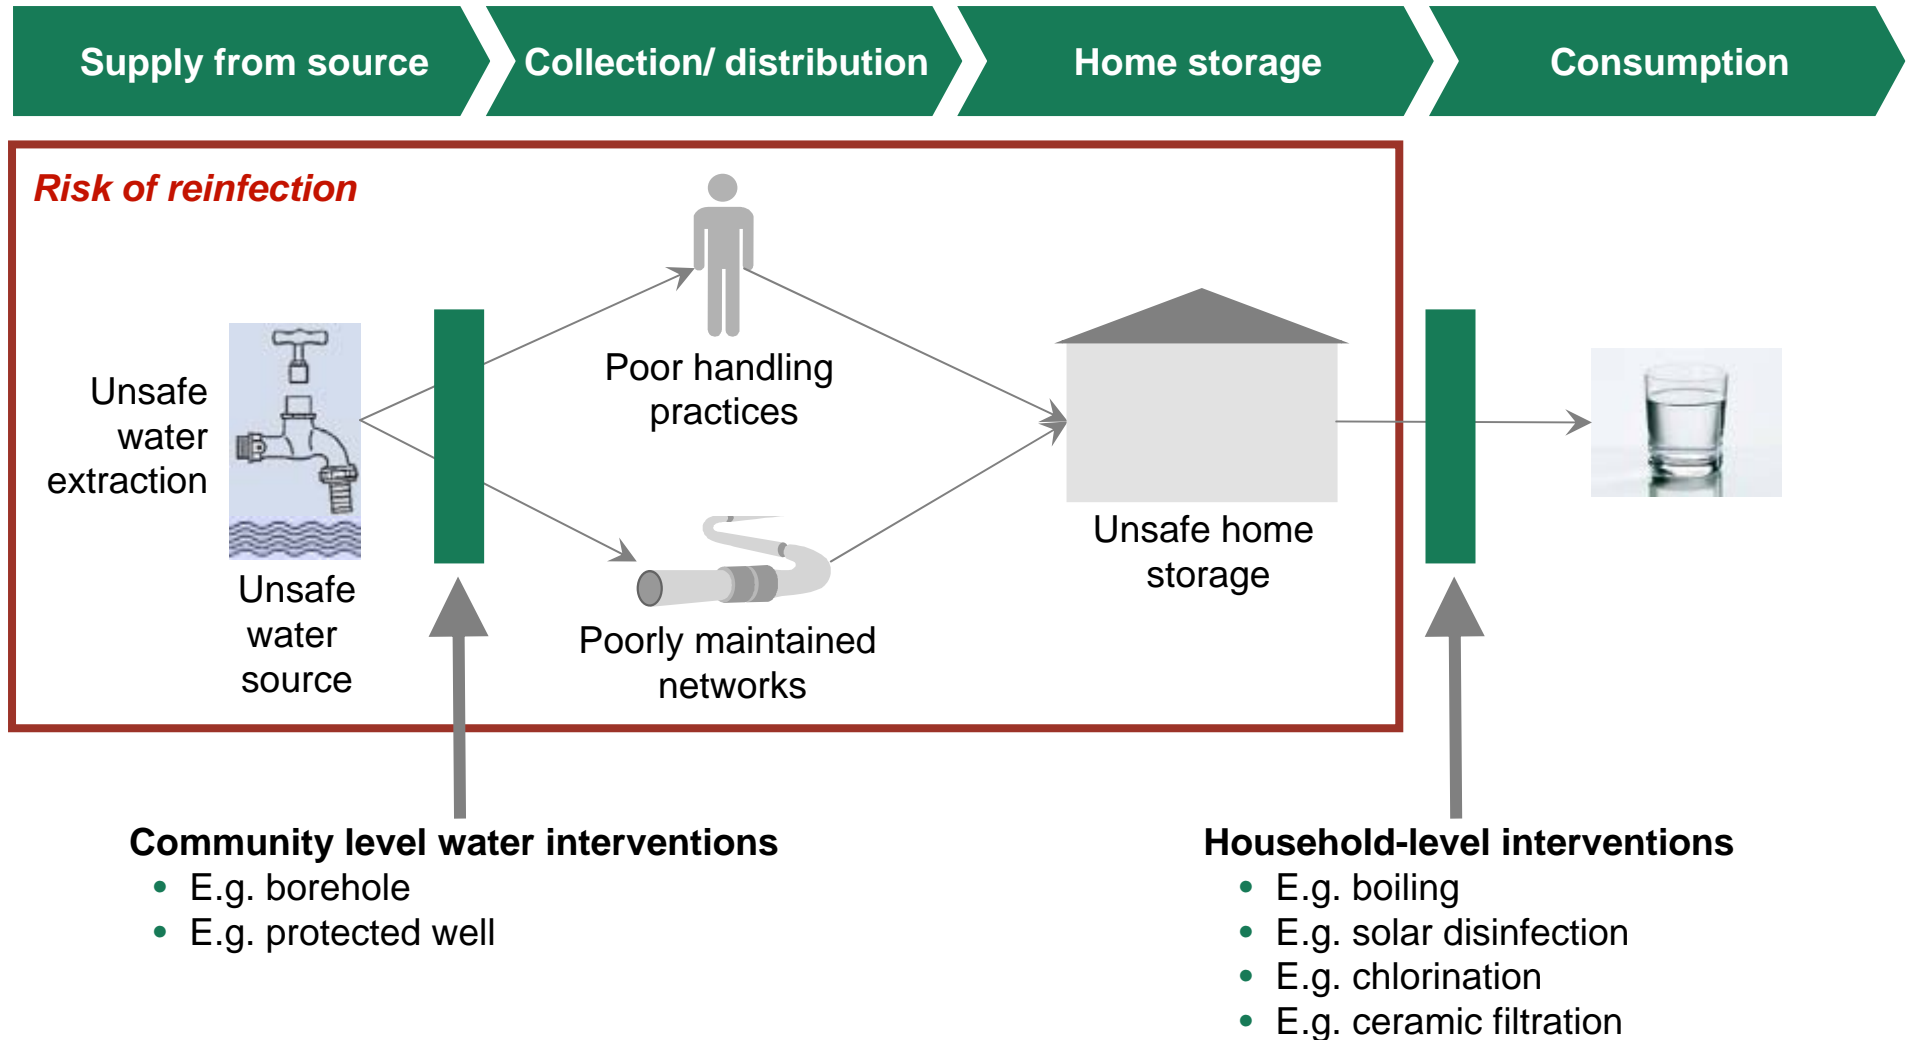 Supply from source
Collection/ distribution
Home storage
Consumption
Risk of reinfection
Unsafe
water
extraction
Unsafe
water
source
Poor handling
practices
Poorly maintained
networks
Unsafe home
storage
Community level water interventions
• E.g. borehole
• E.g. protected well
Household-level interventions
• E.g. boiling
• E.g. solar disinfection
• E.g. chlorination
• E.g. ceramic filtration